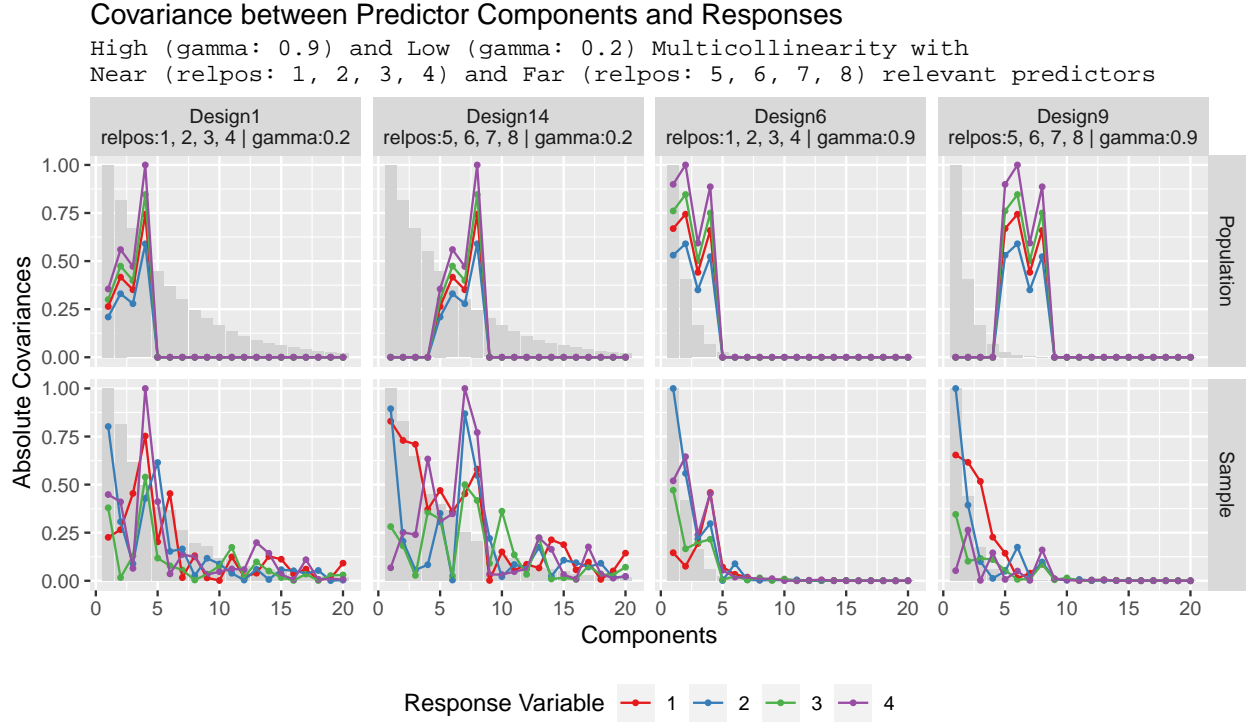 Covariance between Predictor Components and Responses
High (gamma: 0.9) and Low (gamma: 0.2) Multicollinearity with
Near (relpos: 1, 2, 3, 4) and Far (relpos: 5, 6, 7, 8) relevant predictors
Design1
relpos:1, 2, 3, 4 | gamma:0.2
Design14
relpos:5, 6, 7, 8 | gamma:0.2
Design6
relpos:1, 2, 3, 4 | gamma:0.9
Design9
relpos:5, 6, 7, 8 | gamma:0.9
Absolute Covariances
1.00
0.75
0.50
0.25
0.00
Population
1.00
0.75
0.50
0.25
0.00
Sample
0 5 10 15 20 0 5 10 15 20 0 5 10 15 20 0 5 10 15 20
Components
Response Variable 1 2 3 4